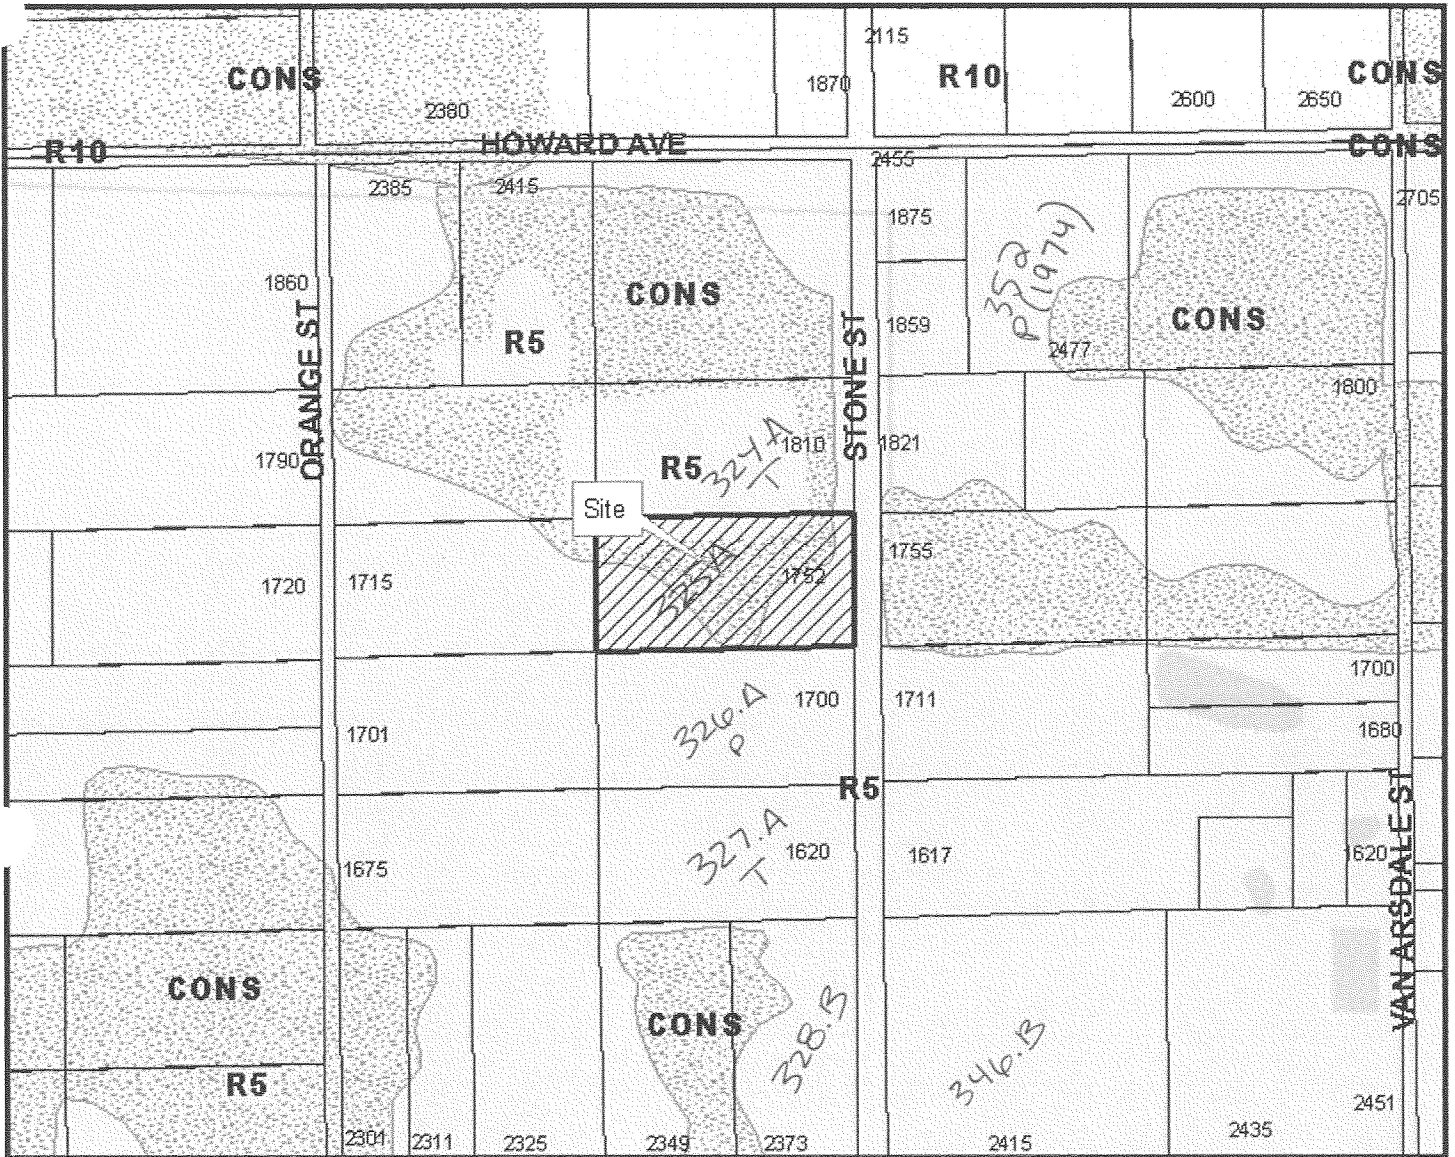 2115
CONS
R10
CONS
1870
2600
2650
2380
HOWARD AVE
R10
CONS
2455
2385
2415
2705
1875
352
P (1974)
1860
CONS
CONS
1859
R5
2477
ORANGE ST
STONE ST
1800
1790
R5
324A
T
1810
1821
Site
325A
1752
1755
1720
1715
326.A
P
1700
1711
1700
1701
1680
R5
327.A
T
1620
1617
1620
VAN ARSDALE ST
1675
CONS
CONS
328.B
346.B
R5
2451
2301
2311
2325
2349
2373
2415
2435